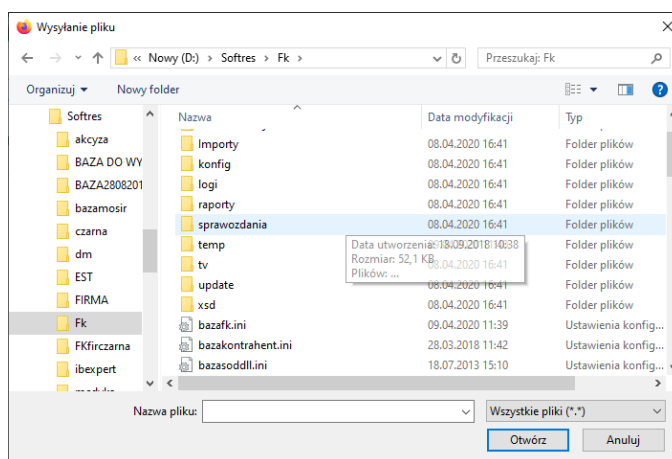 Wysyłanie pliku
« Nowy (D:) › Softres › Fk ›
Przeszukaj: Fk
Organizuj
Nowy folder
Softres
akcyza
BAZA DO WY
BAZA2808201
bazamosir
czarna
dm
EST
FIRMA
Fk
FKfirczarna
ibexpert
Nazwa Data modyfikacji Typ
Importy 08.04.2020 16:41 Folder plików
konfig 08.04.2020 16:41 Folder plików
logi 08.04.2020 16:41 Folder plików
raporty 08.04.2020 16:41 Folder plików
sprawozdania 08.04.2020 16:41 Folder plików
temp Folder plików
tv 08.04.2020 16:41 Folder plików
update 08.04.2020 16:41 Folder plików
xsd 08.04.2020 16:41 Folder plików
bazafk.ini 09.04.2020 11:39 Ustawienia konfig...
bazakontrahent.ini 28.03.2018 11:42 Ustawienia konfig...
bazasoddll.ini 18.07.2013 15:10 Ustawienia konfig...
Data utworzenia: 18.09.2018 10:38
Rozmiar: 52,1 KB
Plików: ...
Nazwa pliku:
Wszystkie pliki (*.*)
Otwórz
Anuluj